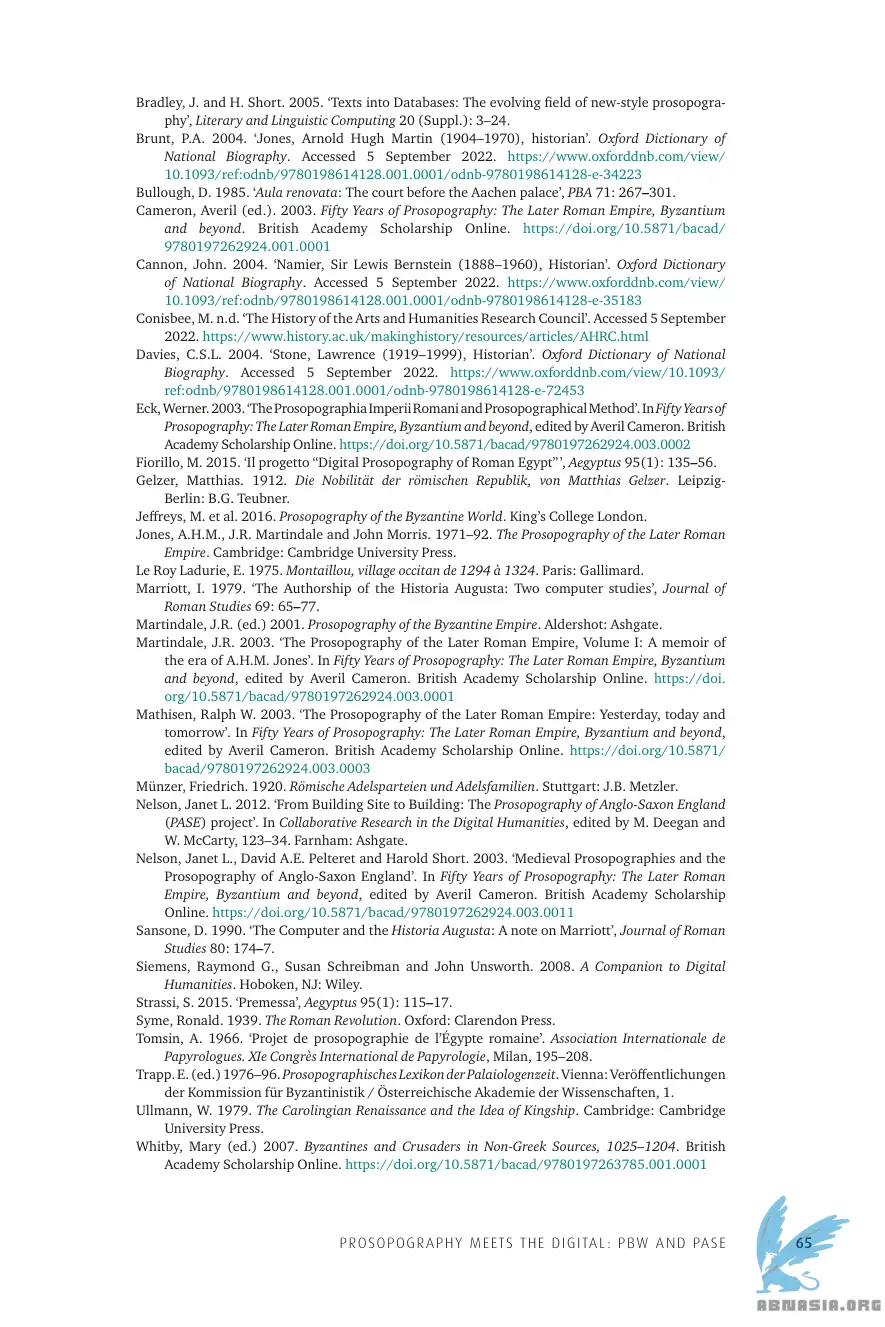 Bradley, J. and H. Short. 2005. ‘Texts into Databases: The evolving field of new-style prosopogra-
phy’, Literary and Linguistic Computing 20 (Suppl.): 3–24.
Brunt, P.A. 2004. ‘Jones, Arnold Hugh Martin (1904–1970), historian’. Oxford Dictionary of
National Biography. Accessed 5 September 2022. https://www.oxforddnb.com/view/
10.1093/ref:odnb/9780198614128.001.0001/odnb-9780198614128-e-34223
Bullough, D. 1985. ‘Aula renovata: The court before the Aachen palace’, PBA 71: 267–301.
Cameron, Averil (ed.). 2003. Fifty Years of Prosopography: The Later Roman Empire, Byzantium
and beyond. British Academy Scholarship Online. https://doi.org/10.5871/bacad/
9780197262924.001.0001
Cannon, John. 2004. ‘Namier, Sir Lewis Bernstein (1888–1960), Historian’. Oxford Dictionary
of National Biography. Accessed 5 September 2022. https://www.oxforddnb.com/view/
10.1093/ref:odnb/9780198614128.001.0001/odnb-9780198614128-e-35183
Conisbee, M. n.d. ‘The History of the Arts and Humanities Research Council’. Accessed 5 September
2022. https://www.history.ac.uk/makinghistory/resources/articles/AHRC.html
Davies, C.S.L. 2004. ‘Stone, Lawrence (1919–1999), Historian’. Oxford Dictionary of National
Biography. Accessed 5 September 2022. https://www.oxforddnb.com/view/10.1093/
ref:odnb/9780198614128.001.0001/odnb-9780198614128-e-72453
Eck, Werner. 2003. ‘The Prosopographia Imperii Romani and Prosopographical Method’. In Fifty Years of
Prosopography: The Later Roman Empire, Byzantium and beyond, edited by Averil Cameron. British
Academy Scholarship Online. https://doi.org/10.5871/bacad/9780197262924.003.0002
Fiorillo, M. 2015. ‘Il progetto “Digital Prosopography of Roman Egypt”’, Aegyptus 95(1): 135–56.
Gelzer, Matthias. 1912. Die Nobilität der römischen Republik, von Matthias Gelzer. Leipzig-
Berlin: B.G. Teubner.
Jeffreys, M. et al. 2016. Prosopography of the Byzantine World. King’s College London.
Jones, A.H.M., J.R. Martindale and John Morris. 1971–92. The Prosopography of the Later Roman
Empire. Cambridge: Cambridge University Press.
Le Roy Ladurie, E. 1975. Montaillou, village occitan de 1294 à 1324. Paris: Gallimard.
Marriott, I. 1979. ‘The Authorship of the Historia Augusta: Two computer studies’, Journal of
Roman Studies 69: 65–77.
Martindale, J.R. (ed.) 2001. Prosopography of the Byzantine Empire. Aldershot: Ashgate.
Martindale, J.R. 2003. ‘The Prosopography of the Later Roman Empire, Volume I: A memoir of
the era of A.H.M. Jones’. In Fifty Years of Prosopography: The Later Roman Empire, Byzantium
and beyond, edited by Averil Cameron. British Academy Scholarship Online. https://doi.
org/10.5871/bacad/9780197262924.003.0001
Mathisen, Ralph W. 2003. ‘The Prosopography of the Later Roman Empire: Yesterday, today and
tomorrow’. In Fifty Years of Prosopography: The Later Roman Empire, Byzantium and beyond,
edited by Averil Cameron. British Academy Scholarship Online. https://doi.org/10.5871/
bacad/9780197262924.003.0003
Münzer, Friedrich. 1920. Römische Adelsparteien und Adelsfamilien. Stuttgart: J.B. Metzler.
Nelson, Janet L. 2012. ‘From Building Site to Building: The Prosopography of Anglo-Saxon England
(PASE) project’. In Collaborative Research in the Digital Humanities, edited by M. Deegan and
W. McCarty, 123–34. Farnham: Ashgate.
Nelson, Janet L., David A.E. Pelteret and Harold Short. 2003. ‘Medieval Prosopographies and the
Prosopography of Anglo-Saxon England’. In Fifty Years of Prosopography: The Later Roman
Empire, Byzantium and beyond, edited by Averil Cameron. British Academy Scholarship
Online. https://doi.org/10.5871/bacad/9780197262924.003.0011
Sansone, D. 1990. ‘The Computer and the Historia Augusta: A note on Marriott’, Journal of Roman
Studies 80: 174–7.
Siemens, Raymond G., Susan Schreibman and John Unsworth. 2008. A Companion to Digital
Humanities. Hoboken, NJ: Wiley.
Strassi, S. 2015. ‘Premessa’, Aegyptus 95(1): 115–17.
Syme, Ronald. 1939. The Roman Revolution. Oxford: Clarendon Press.
Tomsin, A. 1966. ‘Projet de prosopographie de l’Égypte romaine’. Association Internationale de
Papyrologues. XIe Congrès International de Papyrologie, Milan, 195–208.
Trapp. E. (ed.) 1976–96. Prosopographisches Lexikon der Palaiologenzeit. Vienna: Veröffentlichungen
der Kommission für Byzantinistik / Österreichische Akademie der Wissenschaften, 1.
Ullmann, W. 1979. The Carolingian Renaissance and the Idea of Kingship. Cambridge: Cambridge
University Press.
Whitby, Mary (ed.) 2007. Byzantines and Crusaders in Non-Greek Sources, 1025–1204. British
Academy Scholarship Online. https://doi.org/10.5871/bacad/9780197263785.001.0001
PROSOPOGRAPHY MEETS THE DIGITAL: PBW AND PASE 65
ABNASIA.ORG